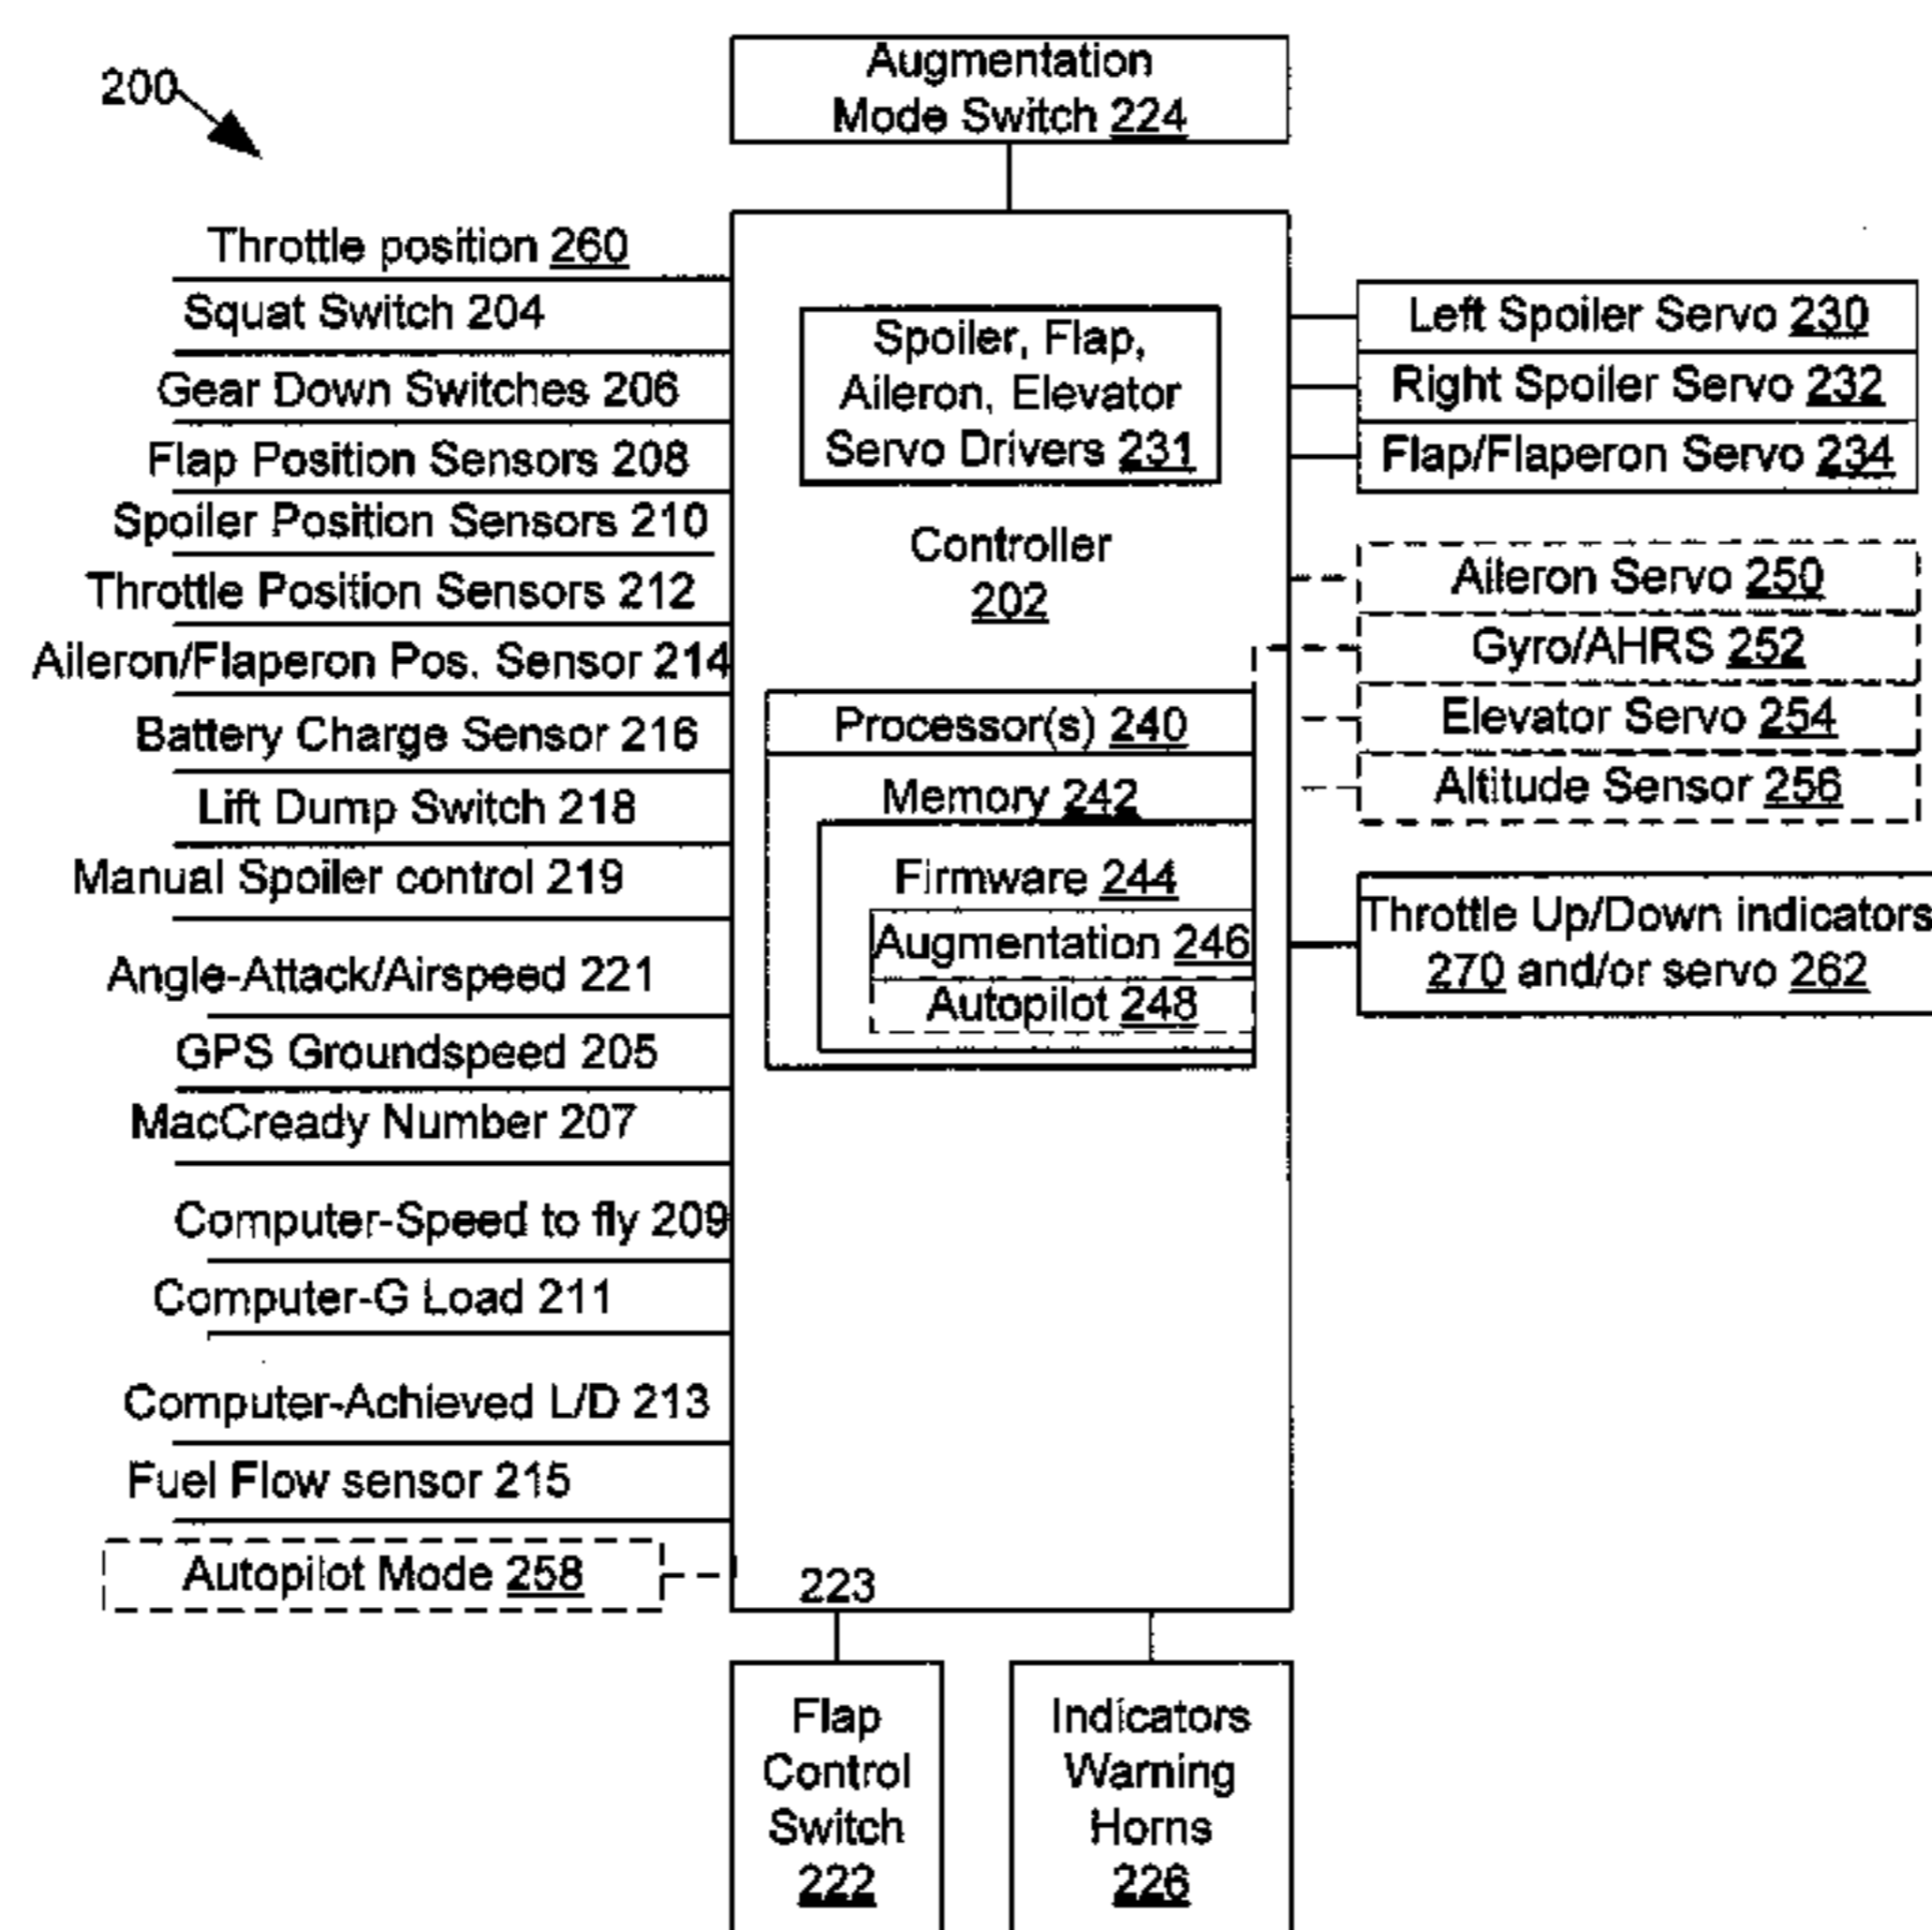 200
Augmentation
Mode Switch 224
Throttle position 260
Squat Switch 204
Gear Down Switches 206
Flap Position Sensors 208
Spoiler Position Sensors 210
Throttle Position Sensors 212
Aileron/Flaperon Pos. Sensor 214
Battery Charge Sensor 216
Lift Dump Switch 218
Manual Spoiler control 219
Angle-Attack/Airspeed 221
GPS Groundspeed 205
MacCready Number 207
Computer-Speed to fly 209
Computer-G Load 211
Computer-Achieved L/D 213
Fuel Flow sensor 215
Autopilot Mode 258
Spoiler, Flap,
Aileron, Elevator
Servo Drivers 231
Controller
202
Processor(s) 240
Memory 242
Firmware 244
Augmentation 246
Autopilot 248
223
Left Spoiler Servo 230
Right Spoiler Servo 232
Flap/Flaperon Servo 234
Aileron Servo 250
Gyro/AHRS 252
Elevator Servo 254
Altitude Sensor 256
Throttle Up/Down indicators
270 and/or servo 262
Flap
Control
Switch
222
Indicators
Warning
Horns
226